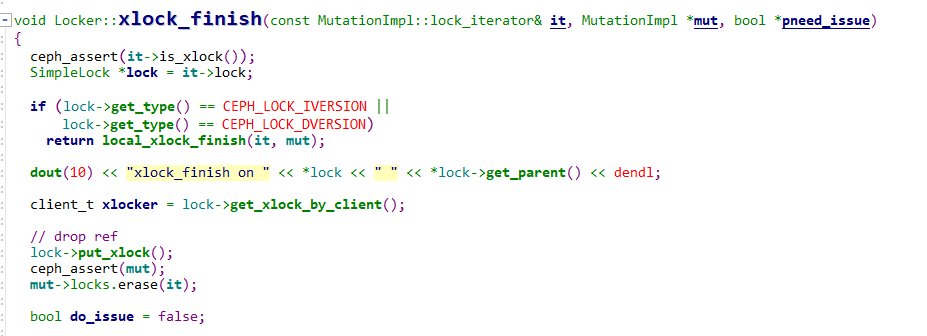 void Locker::xlock_finish(const MutationImpl::lock_iterator& it, MutationImpl *mut, bool *pneed_issue)
{
  ceph_assert(it->is_xlock());
  SimpleLock *lock = it->lock;

  if (lock->get_type() == CEPH_LOCK_IVERSION ||
      lock->get_type() == CEPH_LOCK_DVERSION)
    return local_xlock_finish(it, mut);

  dout(10) << "xlock_finish on " << *lock << " " << *lock->get_parent() << dendl;

  client_t xlocker = lock->get_xlock_by_client();

  // drop ref
  lock->put_xlock();
  ceph_assert(mut);
  mut->locks.erase(it);

  bool do_issue = false;